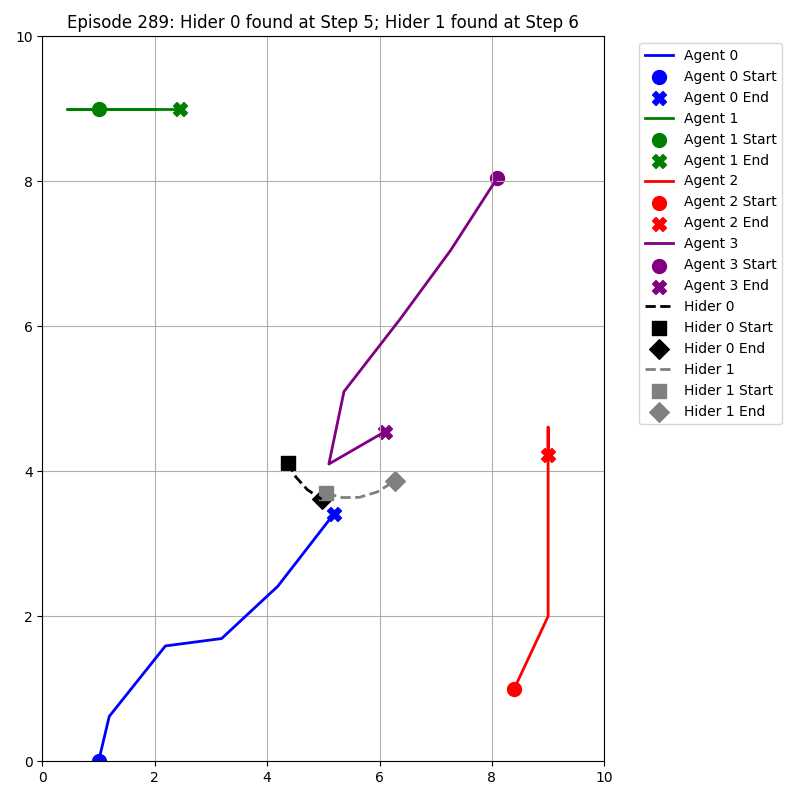 Episode 289: Hider 0 found at Step 5; Hider 1 found at Step 6
10
8
6
4
2
0
0 2 4 6 8 10
Agent 0
Agent 0 Start
Agent 0 End
Agent 1
Agent 1 Start
Agent 1 End
Agent 2
Agent 2 Start
Agent 2 End
Agent 3
Agent 3 Start
Agent 3 End
Hider 0
Hider 0 Start
Hider 0 End
Hider 1
Hider 1 Start
Hider 1 End